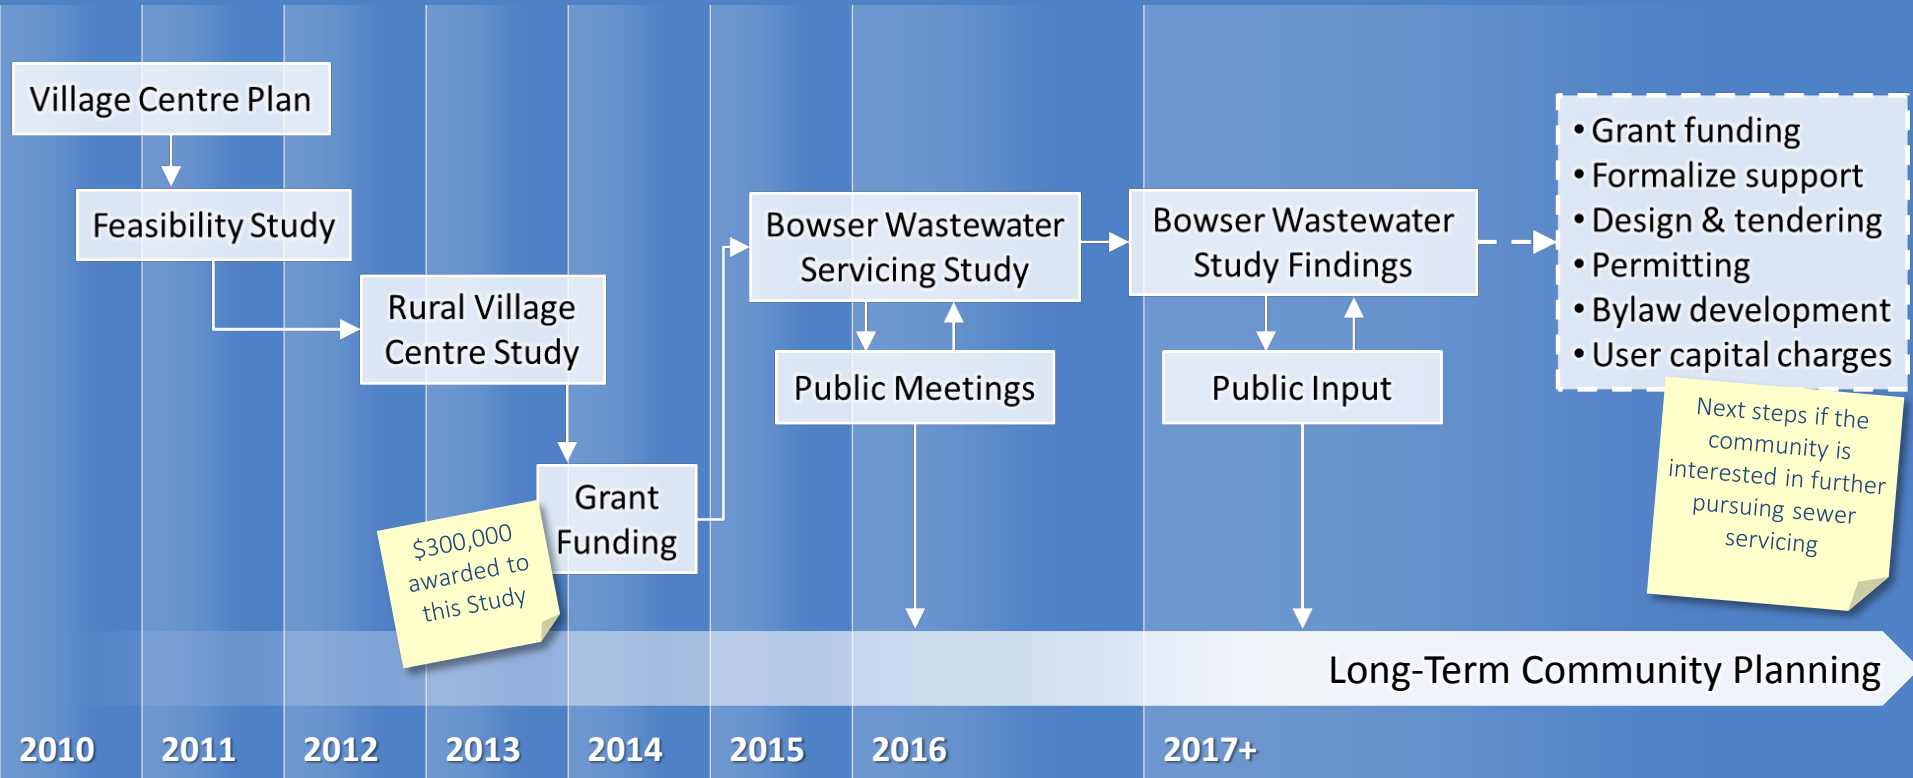 Village Centre Plan
Feasibility Study
Rural Village
Centre Study
Grant
Funding
$300,000
awarded to
this Study
Bowser Wastewater
Servicing Study
Public Meetings
Bowser Wastewater
Study Findings
Public Input
• Grant funding
• Formalize support
• Design & tendering
• Permitting
• Bylaw development
• User capital charges
Next steps if the
community is
interested in further
pursuing sewer
servicing
Long-Term Community Planning
2010
2011
2012
2013
2014
2015
2016
2017+